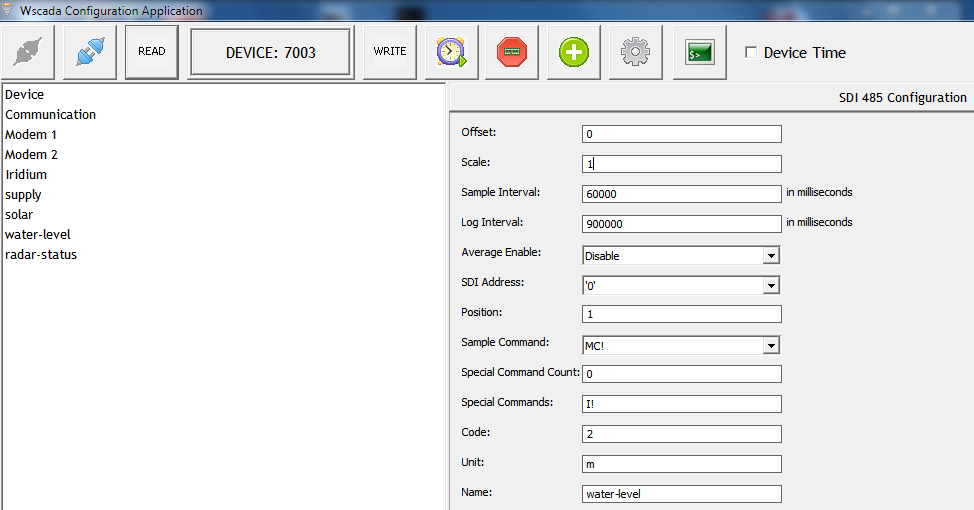 Wscada Configuration Application
READ
DEVICE: 7003
WRITE
Device Time
Device
Communication
Modem 1
Modem 2
Iridium
supply
solar
water-level
radar-status
SDI 485 Configuration
Offset: 0
Scale: 1
Sample Interval: 60000 in milliseconds
Log Interval: 900000 in milliseconds
Average Enable: Disable
SDI Address: '0'
Position: 1
Sample Command: MC!
Special Command Count: 0
Special Commands: I!
Code: 2
Unit: m
Name: water-level